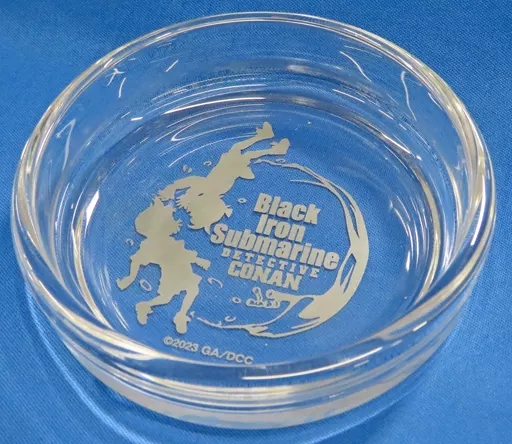 Black
Iron
Submarine
DETECTIVE
CONAN
©2023 GA/DCC